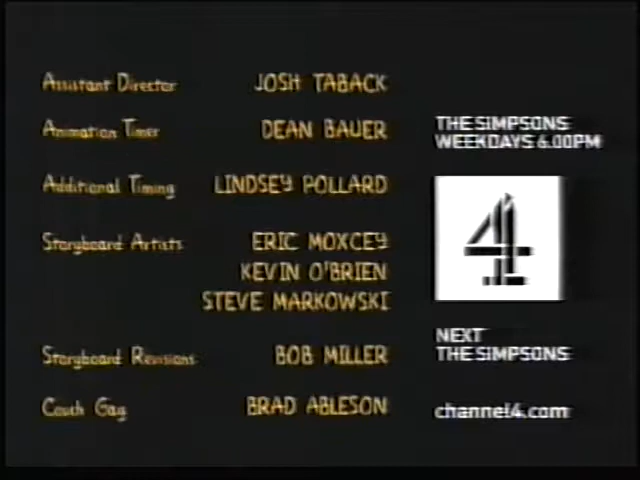 Assistant Director JOSH TABACK
Animation Timer DEAN BAUER
Additional Timing LINDSEY POLLARD
Storyboard Artists ERIC MOXCEY
KEVIN O'BRIEN
STEVE MARKOWSKI
Storyboard Revisions BOB MILLER
Couch Gag BRAD ABLESON
THE SIMPSONS
WEEKDAYS 6.00PM
4
NEXT
THE SIMPSONS
channel4.com